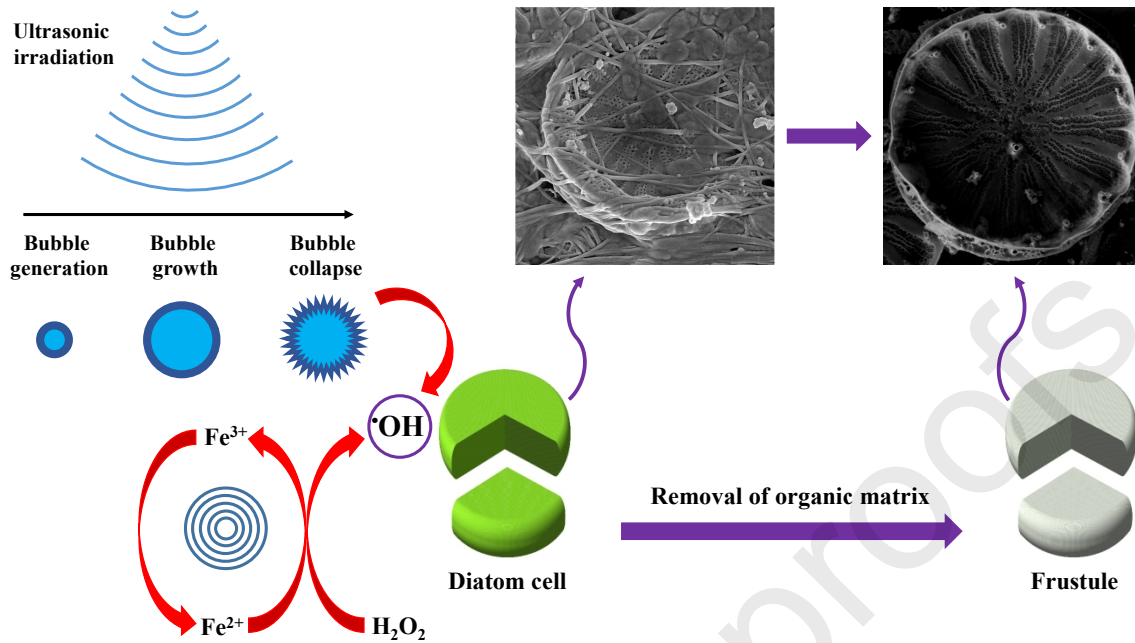 Ultrasonic
irradiation
Bubble
generation
Bubble
growth
Bubble
collapse
•OH
Fe³⁺
Fe²⁺
H₂O₂
Diatom cell
Removal of organic matrix
Frustule
proofs